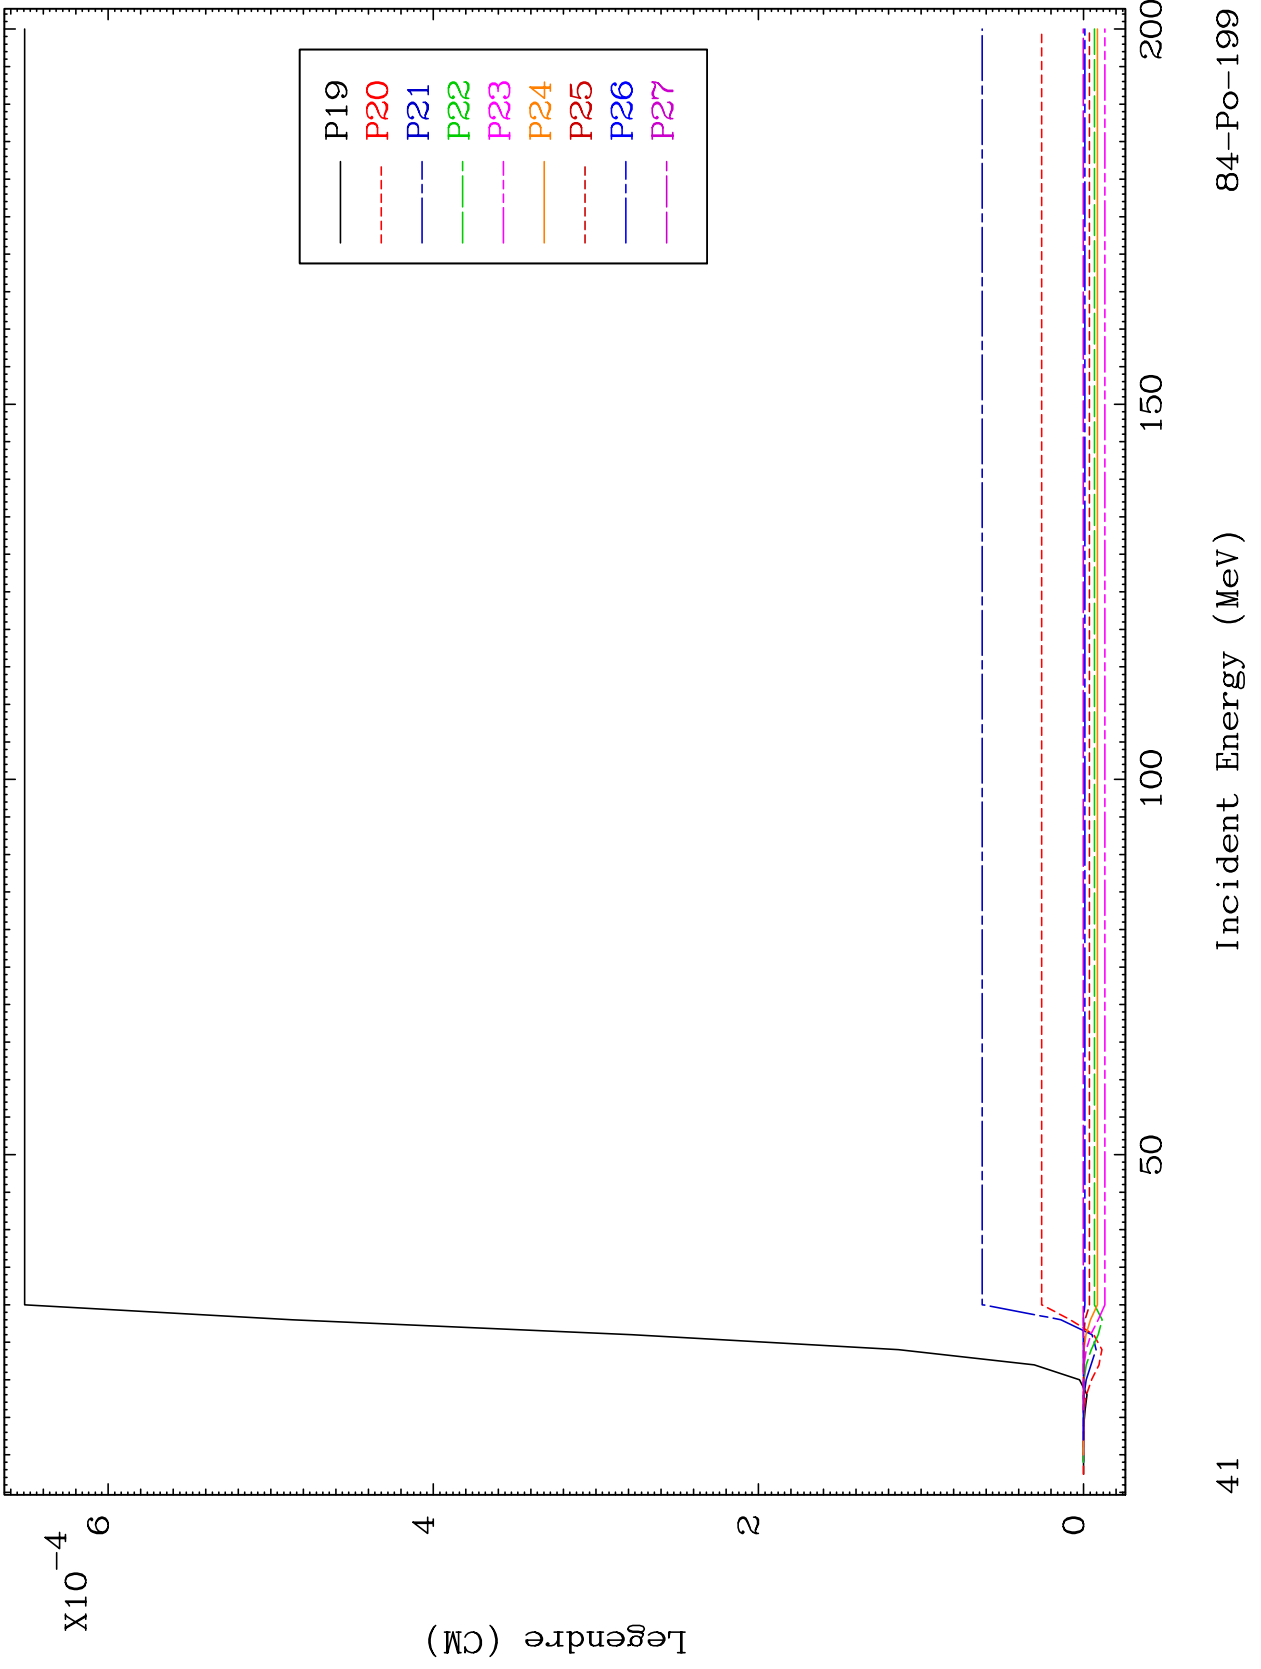 X10-4
6
4
2
0
Legendre (CM)
P19
P20
P21
P22
P23
P24
P25
P26
P27
50
100
150
200
41
Incident Energy (MeV)
84-Po-199